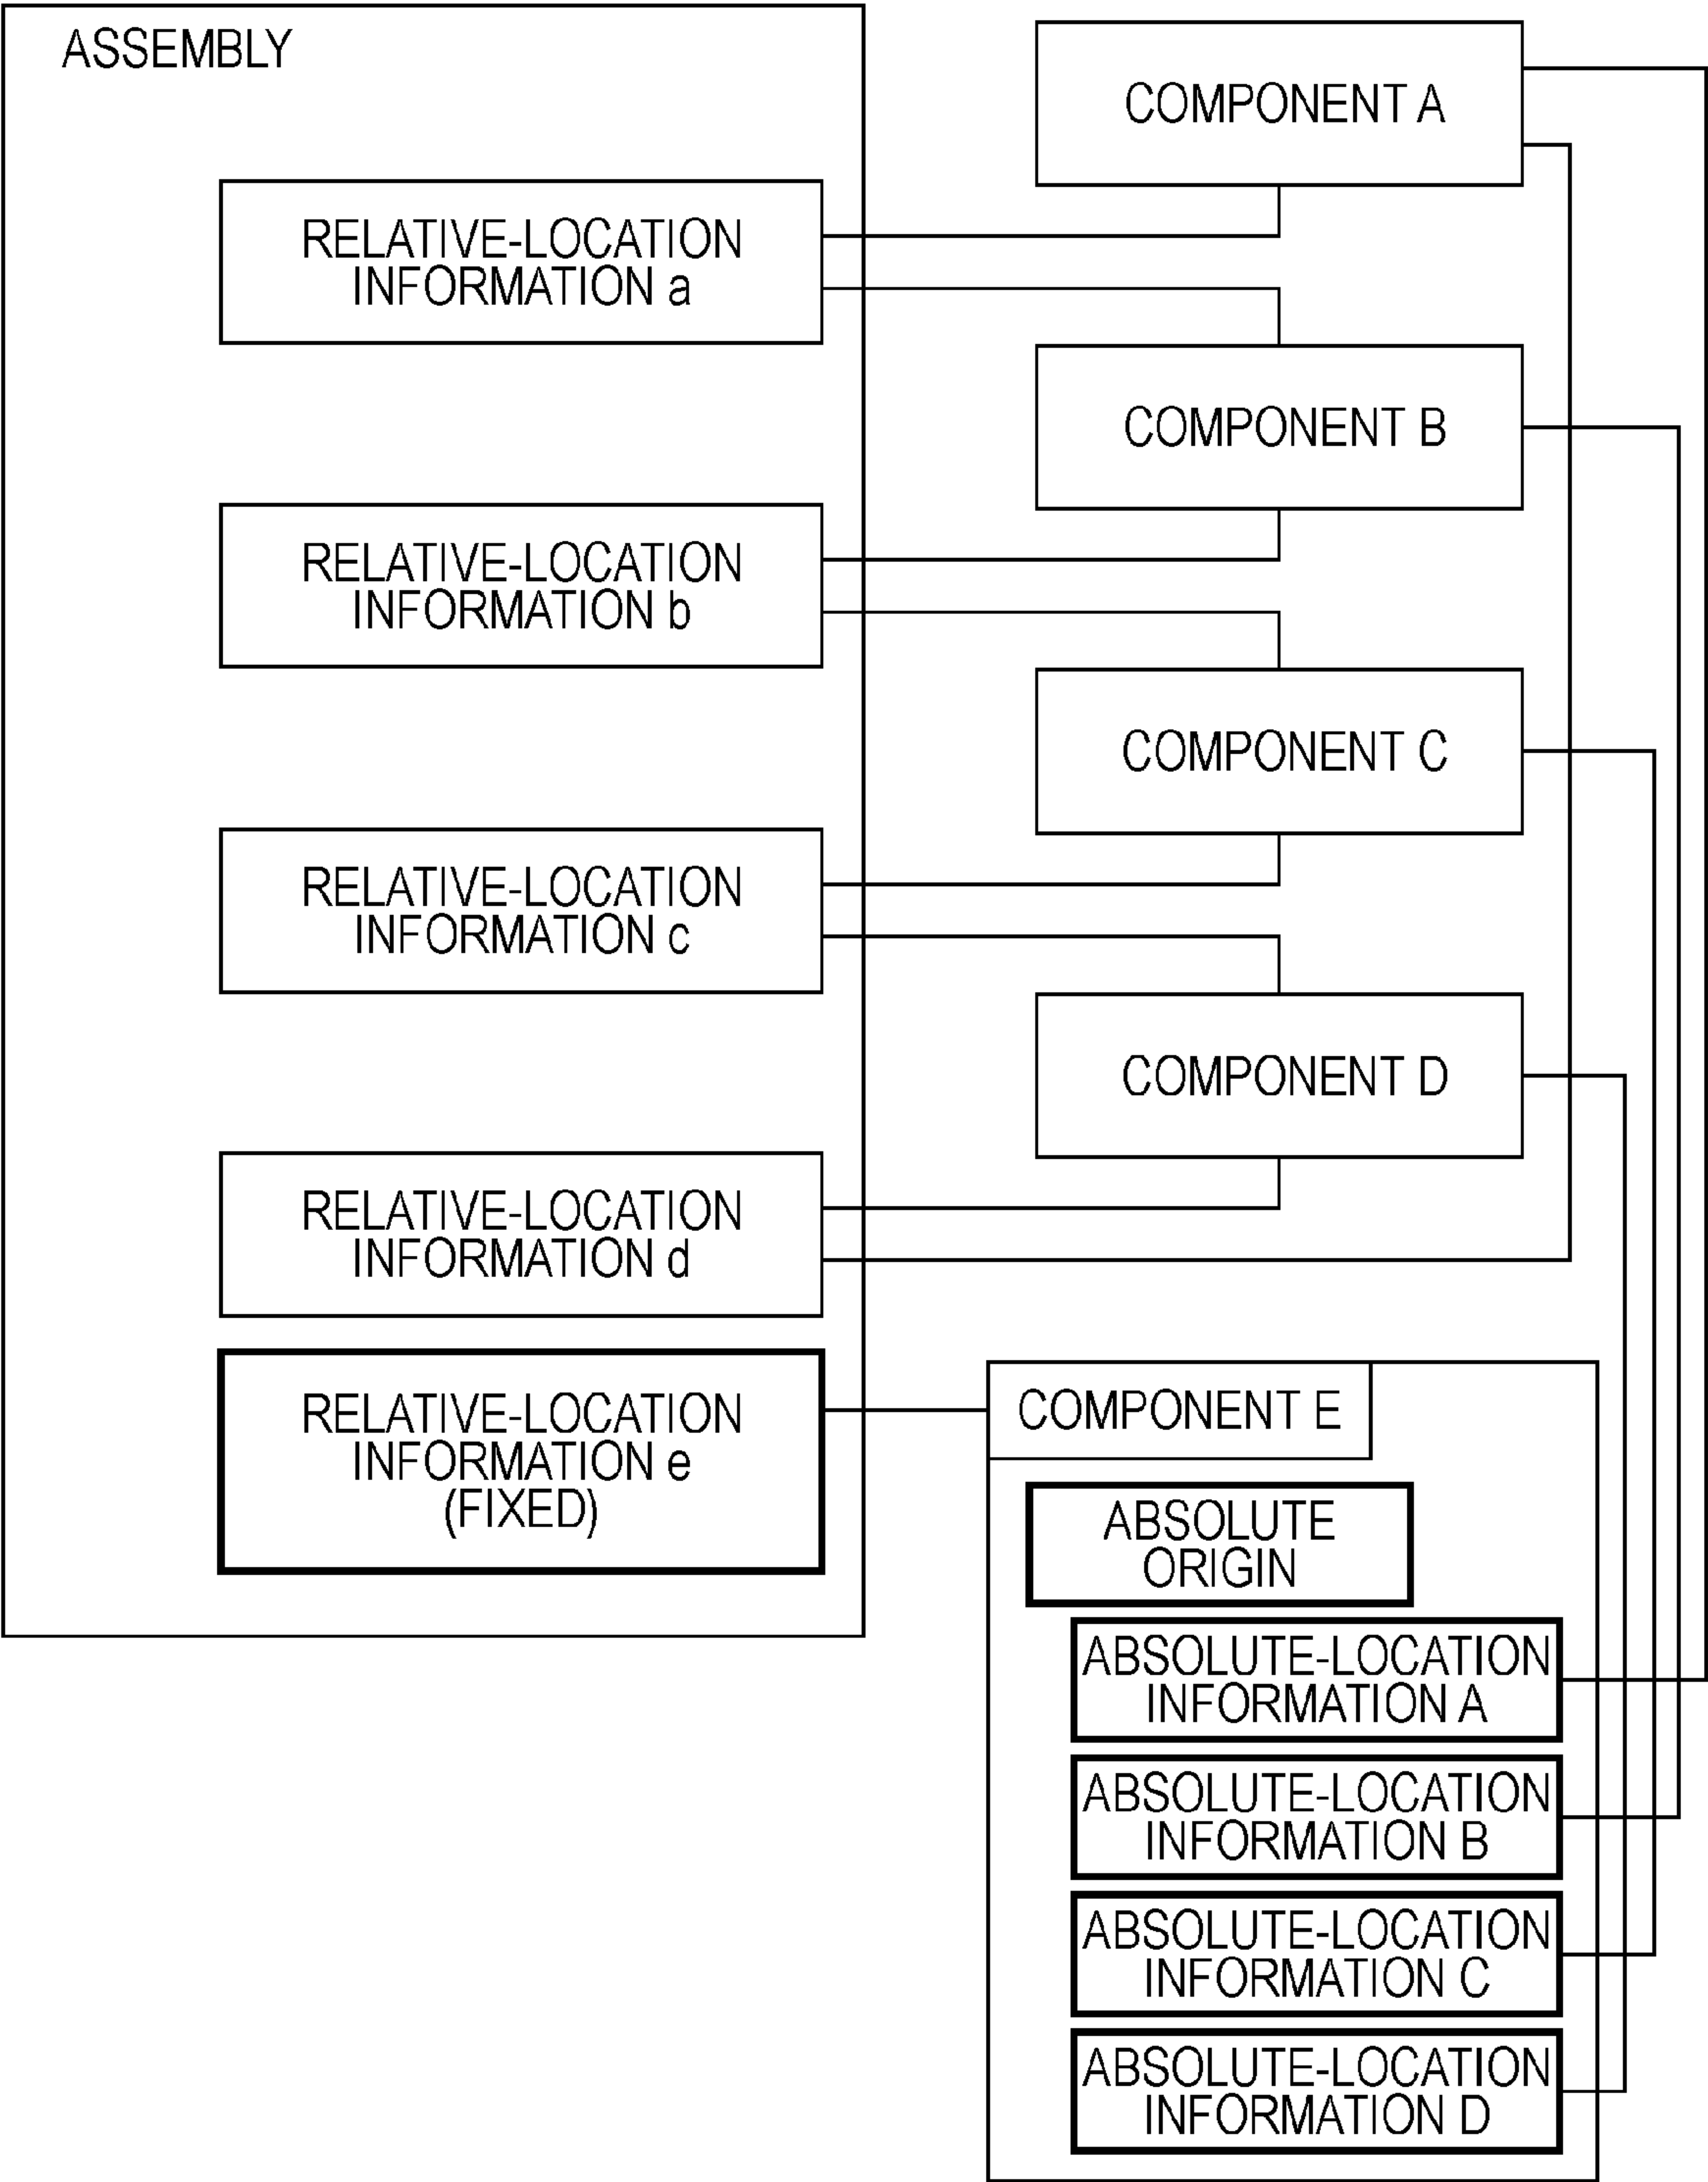 ASSEMBLY
COMPONENT A
RELATIVE-LOCATION
INFORMATION a
COMPONENT B
RELATIVE-LOCATION
INFORMATION b
COMPONENT C
RELATIVE-LOCATION
INFORMATION c
COMPONENT D
RELATIVE-LOCATION
INFORMATION d
RELATIVE-LOCATION
INFORMATION e
(FIXED)
COMPONENT E
ABSOLUTE
ORIGIN
ABSOLUTE-LOCATION
INFORMATION A
ABSOLUTE-LOCATION
INFORMATION B
ABSOLUTE-LOCATION
INFORMATION C
ABSOLUTE-LOCATION
INFORMATION D